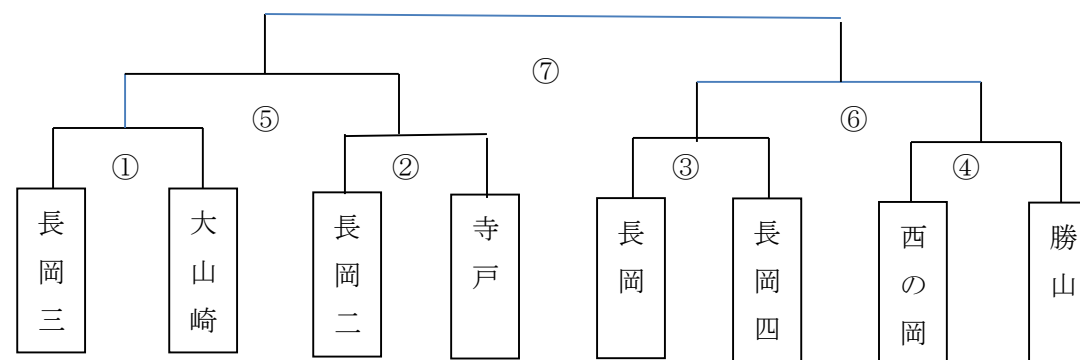 ⑦
⑤
⑥
①
②
③
④
長岡三
大山崎
長岡二
寺戸
長岡
長岡四
西の岡
勝山